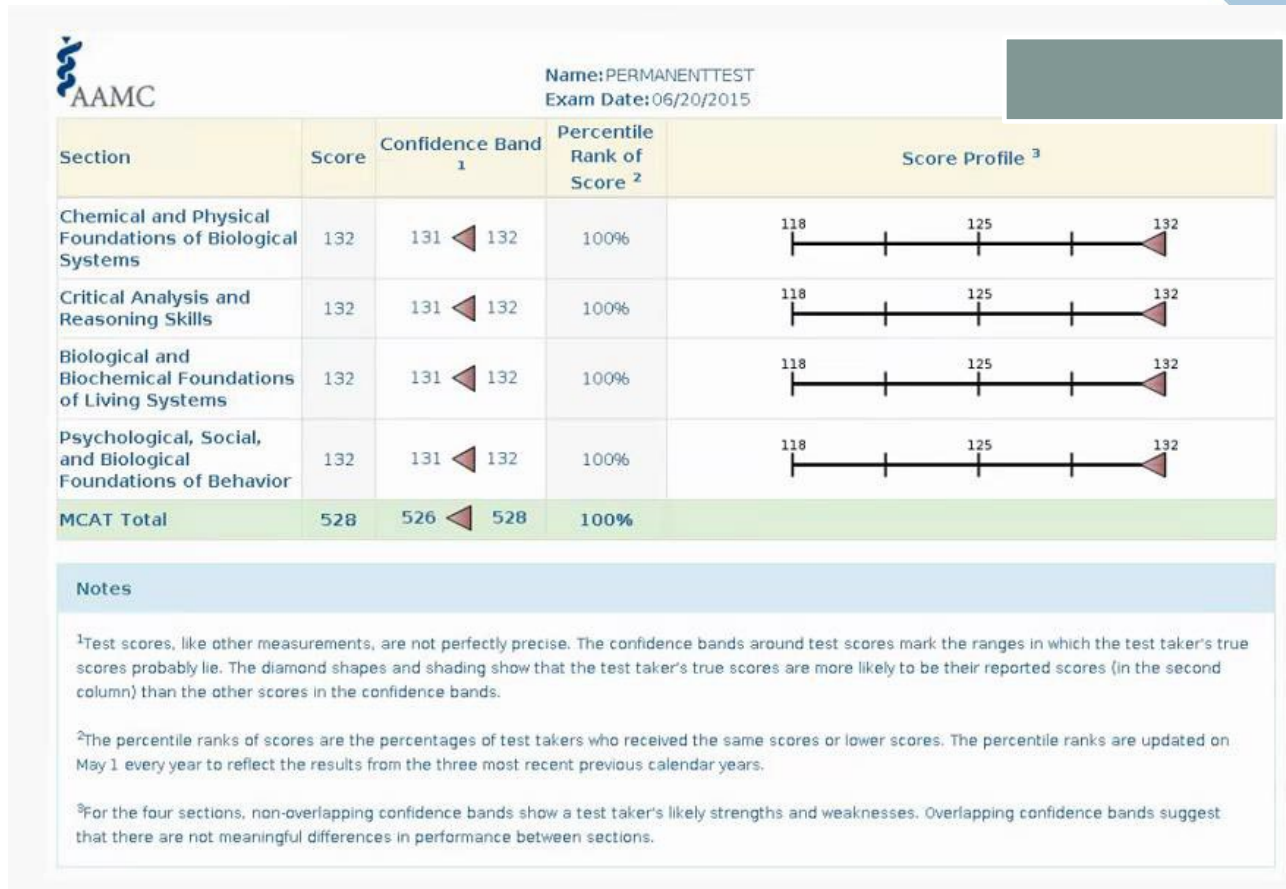 AAMC
Name:PERMANENTTEST
Exam Date:06/20/2015
Section
Score
Confidence Band
1
Percentile
Rank of
Score 2
Score Profile 3
Chemical and Physical
Foundations of Biological
Systems
132
131 132
100%
118 125 132
Critical Analysis and
Reasoning Skills
132
131 132
100%
118 125 132
Biological and
Biochemical Foundations
of Living Systems
132
131 132
100%
118 125 132
Psychological, Social,
and Biological
Foundations of Behavior
132
131 132
100%
118 125 132
MCAT Total 528 526 528 100%
Notes
1Test scores, like other measurements, are not perfectly precise. The confidence bands around test scores mark the ranges in which the test taker's true
scores probably lie. The diamond shapes and shading show that the test taker's true scores are more likely to be their reported scores (in the second
column) than the other scores in the confidence bands.
2The percentile ranks of scores are the percentages of test takers who received the same scores or lower scores. The percentile ranks are updated on
May 1 every year to reflect the results from the three most recent previous calendar years.
3For the four sections, non-overlapping confidence bands show a test taker's likely strengths and weaknesses. Overlapping confidence bands suggest
that there are not meaningful differences in performance between sections.